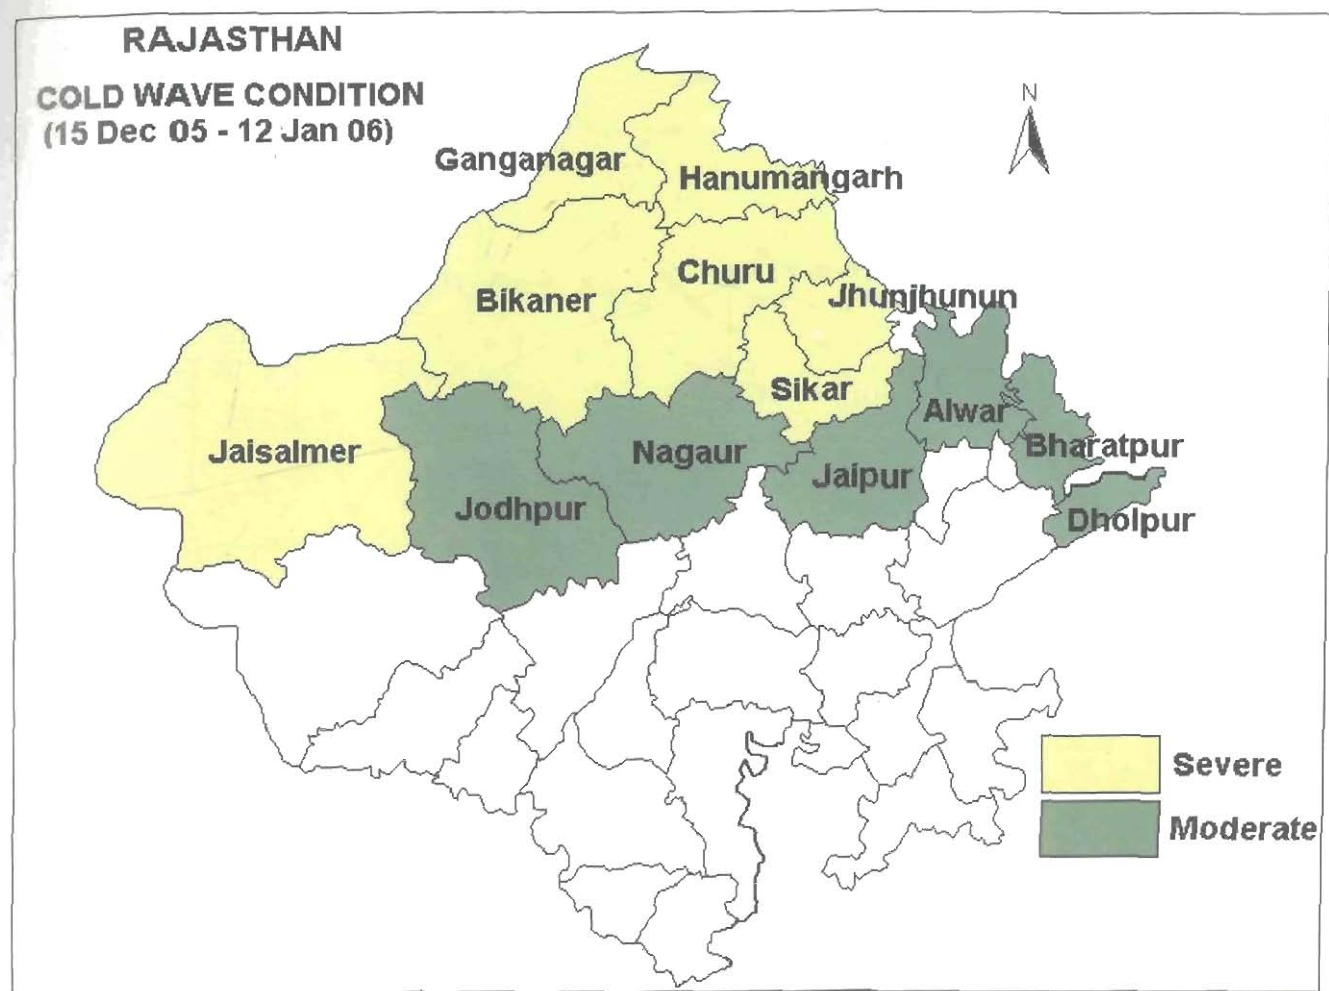 RAJASTHAN
COLD WAVE CONDITION
(15 Dec 05 - 12 Jan 06)
N
Ganganagar
Hanumangarh
Churu
Bikaner
Jhunjhunun
Sikar
Alwar
Jaisalmer
Nagaur
Bharatpur
Jaipur
Jodhpur
Dholpur
Severe
Moderate